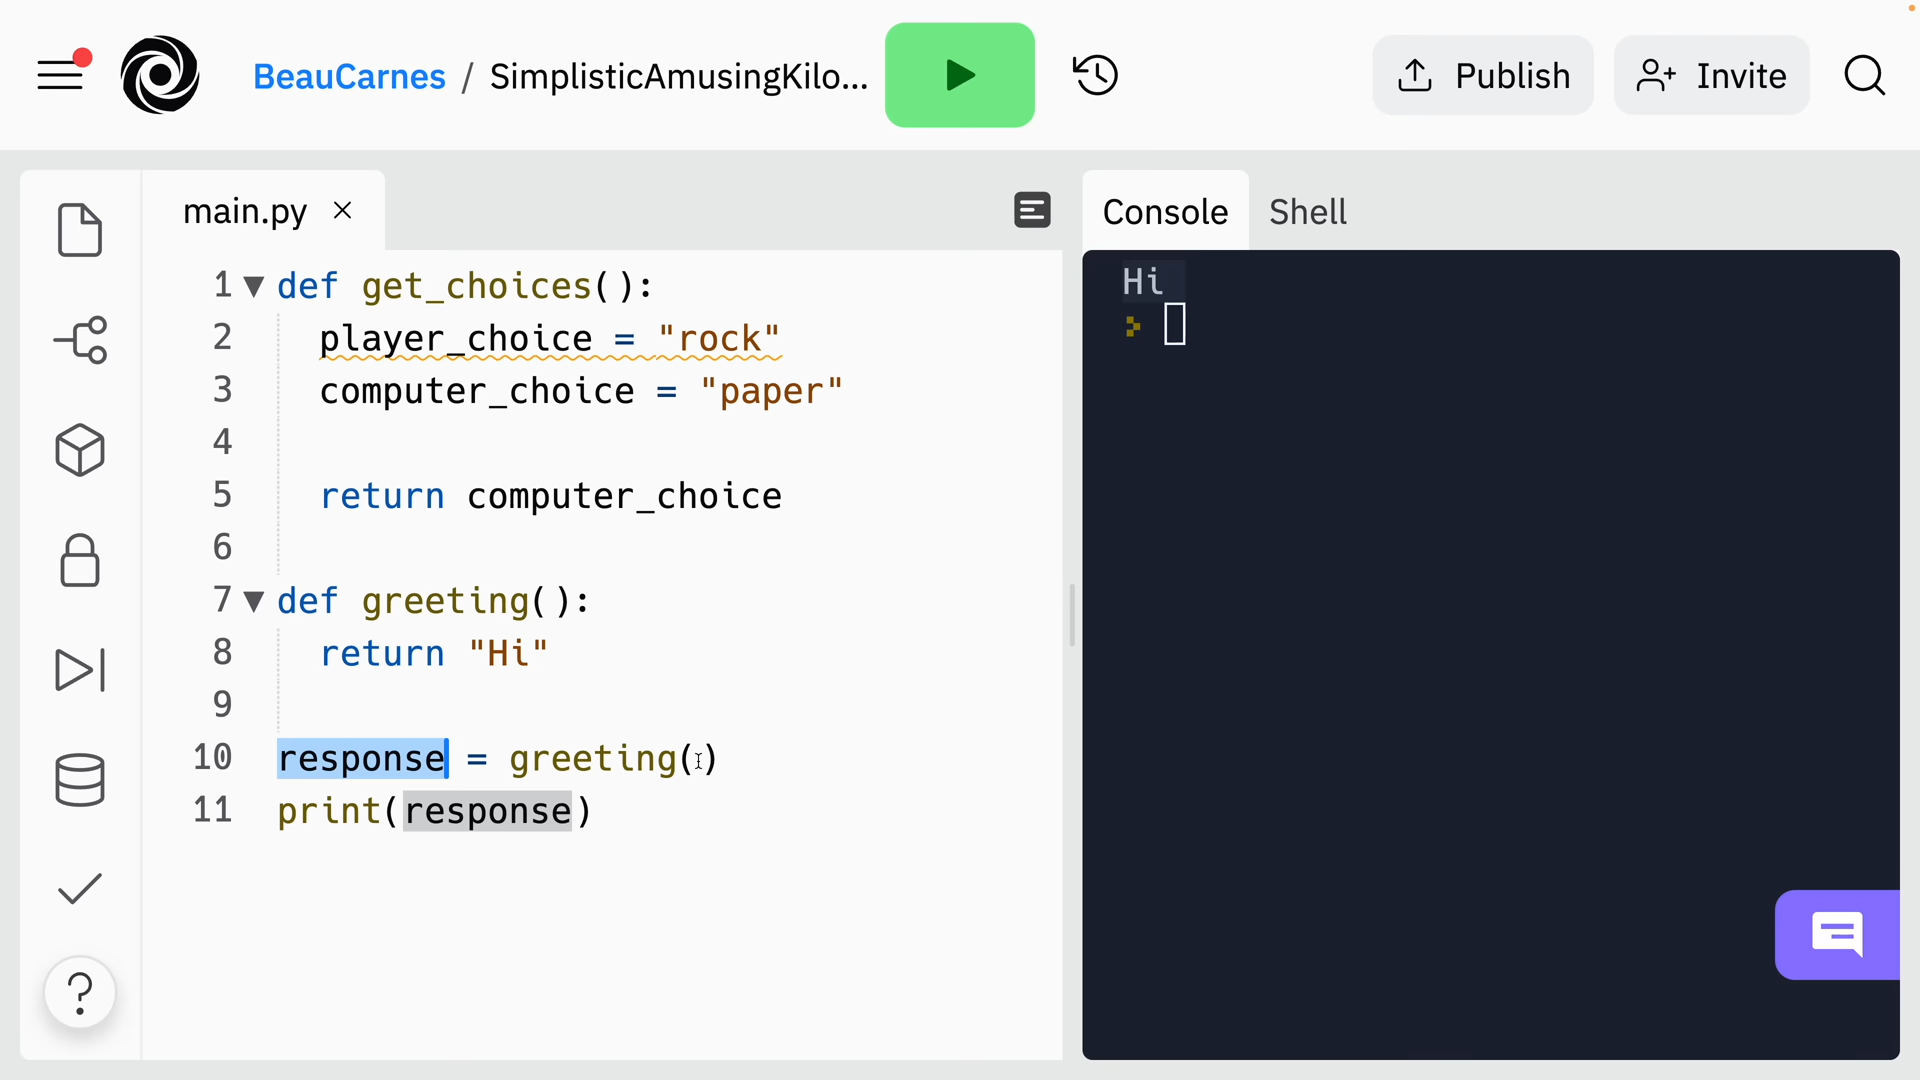 BeauCarnes / SimplisticAmusingKilo...
Publish
Invite
main.py
Console
Shell
1 def get_choices():
2 player_choice = "rock"
3 computer_choice = "paper"
4
5 return computer_choice
6
7 def greeting():
8 return "Hi"
9
10 response = greeting()
11 print(response)
Hi